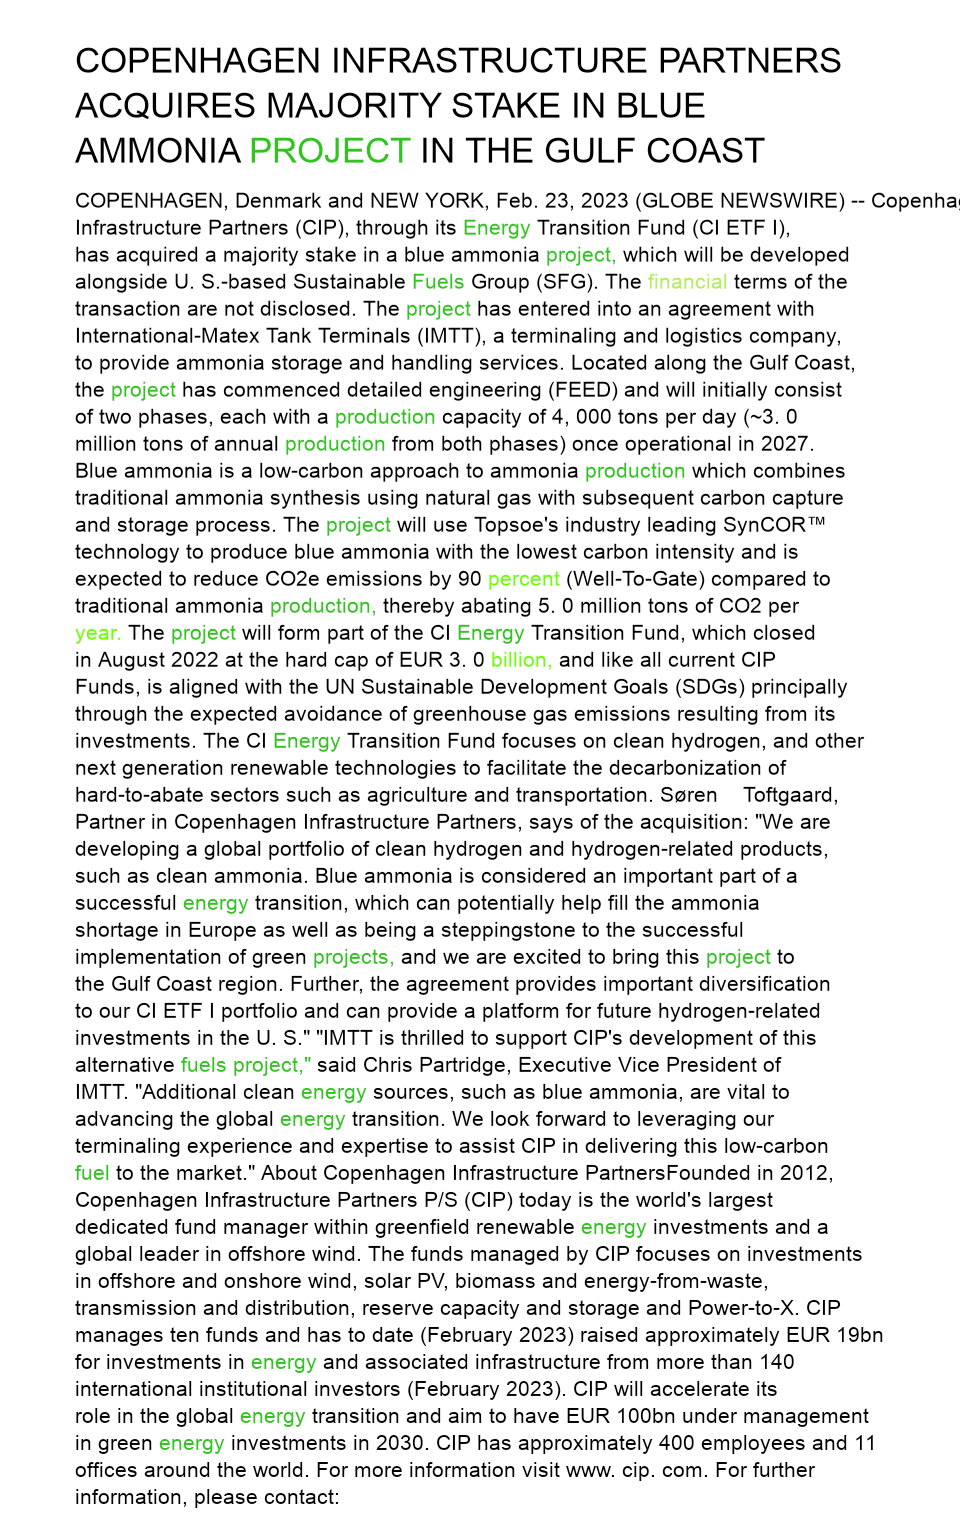 COPENHAGEN INFRASTRUCTURE PARTNERS
ACQUIRES MAJORITY STAKE IN BLUE
AMMONIA PROJECT IN THE GULF COAST
COPENHAGEN, Denmark and NEW YORK, Feb. 23, 2023 (GLOBE NEWSWIRE) -- Copenhag
Infrastructure Partners (CIP), through its Energy Transition Fund (CI ETF I),
has acquired a majority stake in a blue ammonia project, which will be developed
alongside U. S.-based Sustainable Fuels Group (SFG). The financial terms of the
transaction are not disclosed. The project has entered into an agreement with
International-Matex Tank Terminals (IMTT), a terminaling and logistics company,
to provide ammonia storage and handling services. Located along the Gulf Coast,
the project has commenced detailed engineering (FEED) and will initially consist
of two phases, each with a production capacity of 4, 000 tons per day (~3. 0
million tons of annual production from both phases) once operational in 2027.
Blue ammonia is a low-carbon approach to ammonia production which combines
traditional ammonia synthesis using natural gas with subsequent carbon capture
and storage process. The project will use Topsoe's industry leading SynCOR™
technology to produce blue ammonia with the lowest carbon intensity and is
expected to reduce CO2e emissions by 90 percent (Well-To-Gate) compared to
traditional ammonia production, thereby abating 5. 0 million tons of CO2 per
year. The project will form part of the CI Energy Transition Fund, which closed
in August 2022 at the hard cap of EUR 3. 0 billion, and like all current CIP
Funds, is aligned with the UN Sustainable Development Goals (SDGs) principally
through the expected avoidance of greenhouse gas emissions resulting from its
investments. The CI Energy Transition Fund focuses on clean hydrogen, and other
next generation renewable technologies to facilitate the decarbonization of
hard-to-abate sectors such as agriculture and transportation. Søren Toftgaard,
Partner in Copenhagen Infrastructure Partners, says of the acquisition: "We are
developing a global portfolio of clean hydrogen and hydrogen-related products,
such as clean ammonia. Blue ammonia is considered an important part of a
successful energy transition, which can potentially help fill the ammonia
shortage in Europe as well as being a steppingstone to the successful
implementation of green projects, and we are excited to bring this project to
the Gulf Coast region. Further, the agreement provides important diversification
to our CI ETF I portfolio and can provide a platform for future hydrogen-related
investments in the U. S." "IMTT is thrilled to support CIP's development of this
alternative fuels project," said Chris Partridge, Executive Vice President of
IMTT. "Additional clean energy sources, such as blue ammonia, are vital to
advancing the global energy transition. We look forward to leveraging our
terminaling experience and expertise to assist CIP in delivering this low-carbon
fuel to the market." About Copenhagen Infrastructure PartnersFounded in 2012,
Copenhagen Infrastructure Partners P/S (CIP) today is the world's largest
dedicated fund manager within greenfield renewable energy investments and a
global leader in offshore wind. The funds managed by CIP focuses on investments
in offshore and onshore wind, solar PV, biomass and energy-from-waste,
transmission and distribution, reserve capacity and storage and Power-to-X. CIP
manages ten funds and has to date (February 2023) raised approximately EUR 19bn
for investments in energy and associated infrastructure from more than 140
international institutional investors (February 2023). CIP will accelerate its
role in the global energy transition and aim to have EUR 100bn under management
in green energy investments in 2030. CIP has approximately 400 employees and 11
offices around the world. For more information visit www. cip. com. For further
information, please contact: